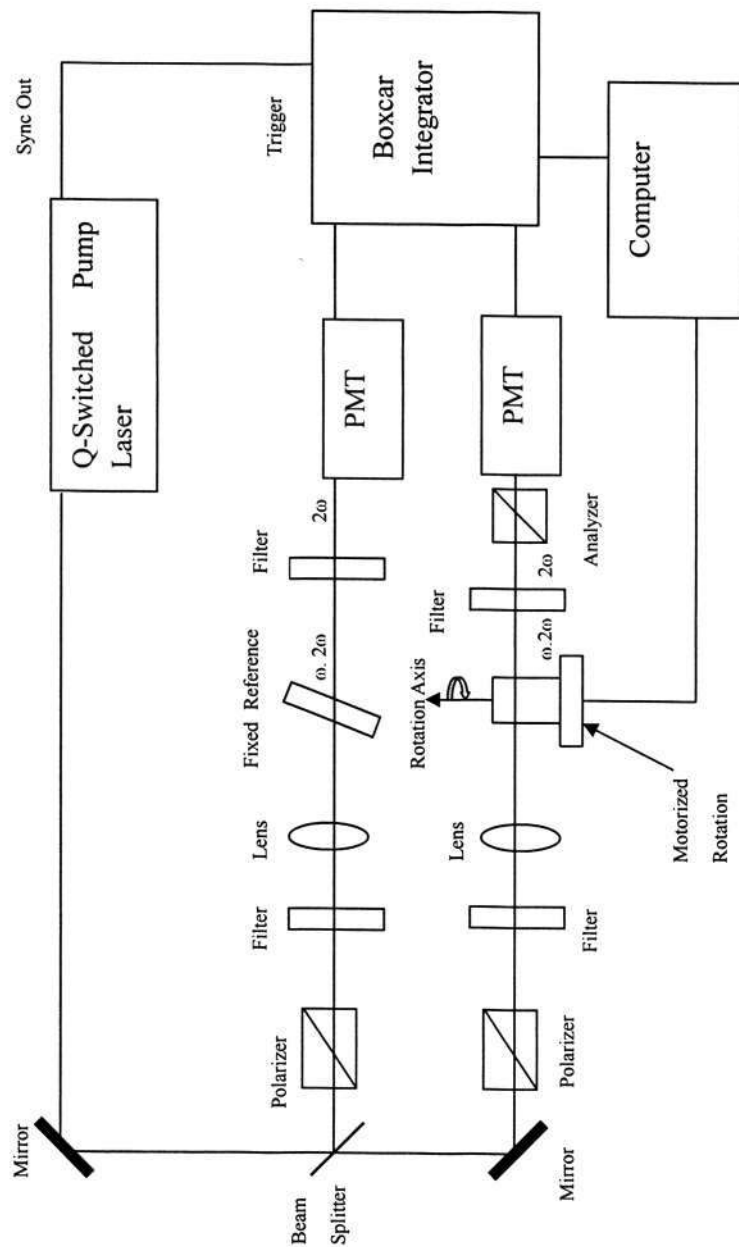 Sync Out
Q-Switched Pump
Laser
Mirror
Trigger
Boxcar
Integrator
Beam
Splitter
Polarizer
Filter
Lens
Fixed Reference
ω. 2ω
Filter
2ω
PMT
Mirror
Polarizer
Filter
Lens
Rotation Axis
ω.2ω
Filter
2ω
Analyzer
PMT
Motorized
Rotation
Computer